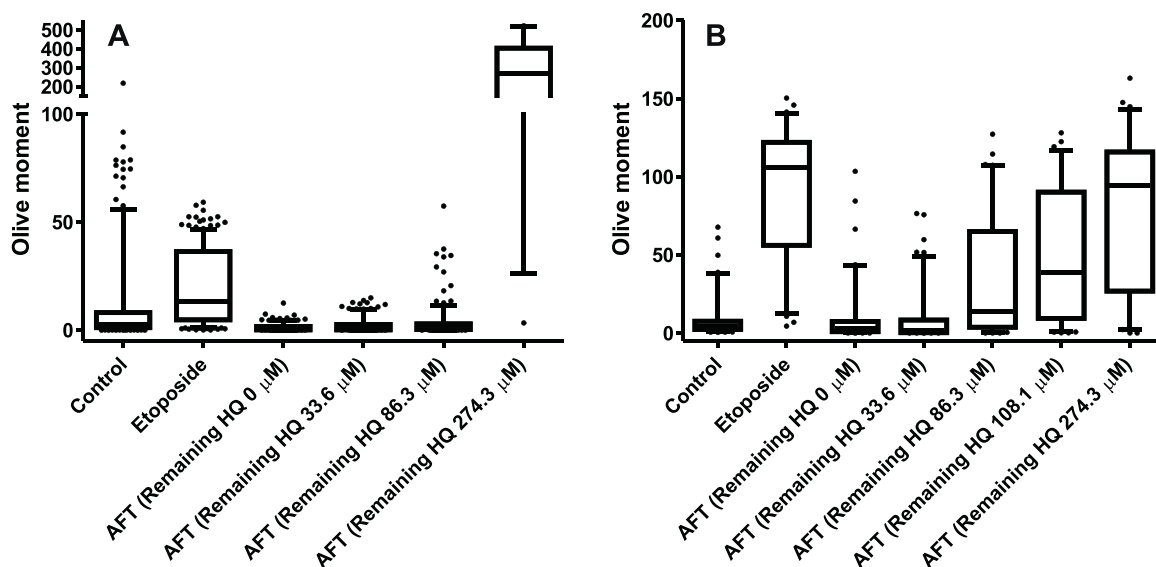 A
Olive moment
500
400
300
200
100
50
0
Control
Etoposide
AFT (Remaining HQ 0 μM)
AFT (Remaining HQ 33.6 μM)
AFT (Remaining HQ 86.3 μM)
AFT (Remaining HQ 274.3 μM)
B
Olive moment
200
150
100
50
0
Control
Etoposide
AFT (Remaining HQ 0 μM)
AFT (Remaining HQ 33.6 μM)
AFT (Remaining HQ 86.3 μM)
AFT (Remaining HQ 108.1 μM)
AFT (Remaining HQ 274.3 μM)